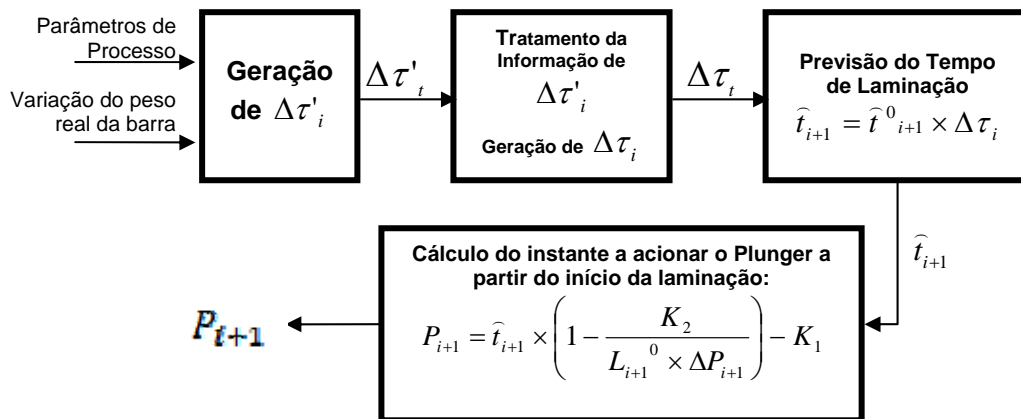 Parâmetros de
Processo
Variação do peso
real da barra
Geração
de Δτ'ᵢ
Δτ'ₜ
Tratamento da
Informação de
Δτ'ᵢ
Geração de Δτᵢ
Δτₜ
Previsão do Tempo
de Laminação
t̂ᵢ₊₁ = t̂⁰ᵢ₊₁ × Δτᵢ
t̂ᵢ₊₁
Cálculo do instante a acionar o Plunger a
partir do início da laminação:
Pᵢ₊₁ = t̂ᵢ₊₁ × (1 − K₂ / (Lᵢ₊₁⁰ × ΔPᵢ₊₁)) − K₁
Pₜ₊₁